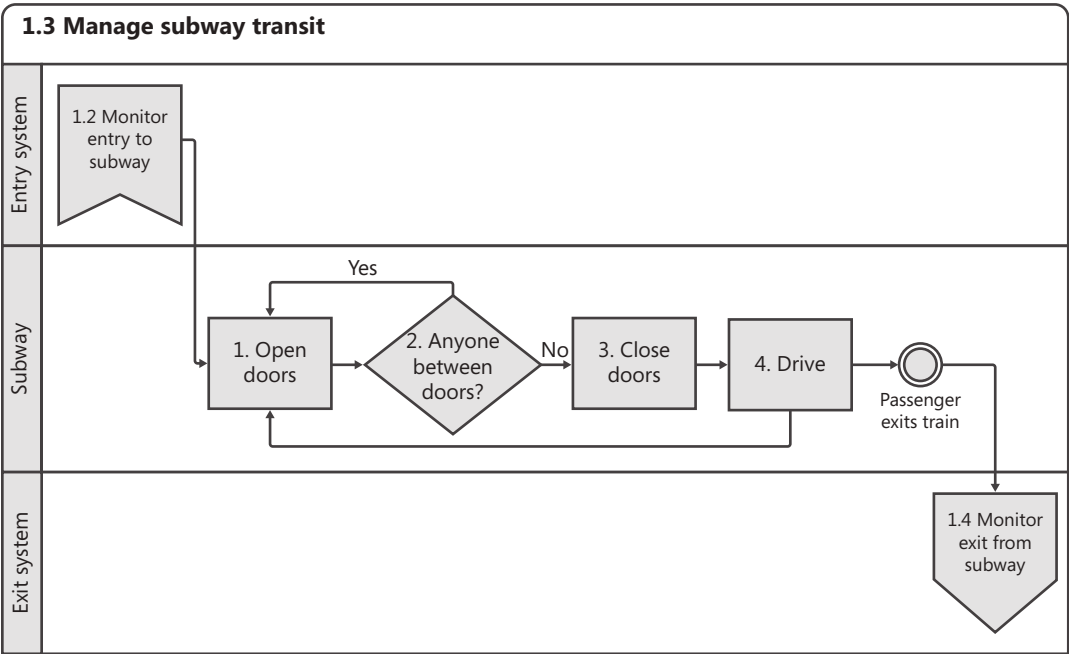 1.3 Manage subway transit
Entry system
1.2 Monitor
entry to
subway
Subway
Yes
1. Open
doors
2. Anyone
between
doors?
No
3. Close
doors
4. Drive
Passenger
exits train
Exit system
1.4 Monitor
exit from
subway